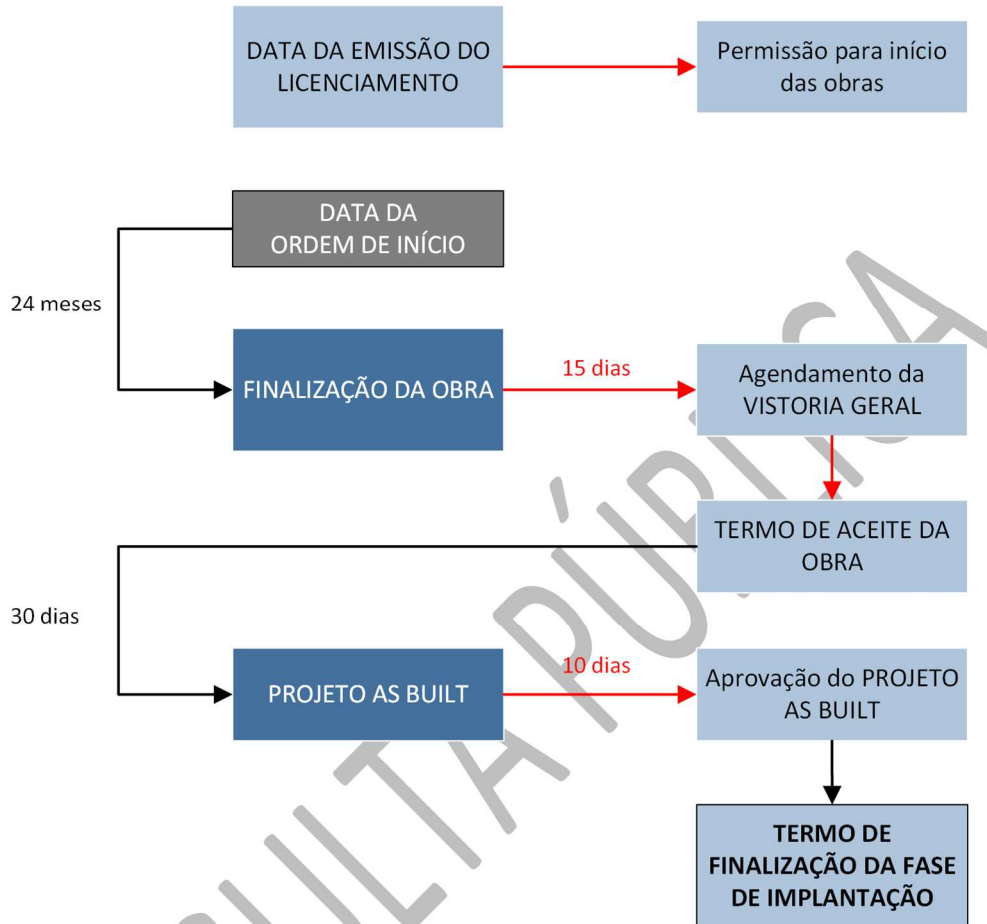 DATA DA EMISSÃO DO
LICENCIAMENTO
Permissão para início
das obras
DATA DA
ORDEM DE INÍCIO
24 meses
FINALIZAÇÃO DA OBRA
15 dias
Agendamento da
VISTORIA GERAL
TERMO DE ACEITE DA
OBRA
30 dias
PROJETO AS BUILT
10 dias
Aprovação do PROJETO
AS BUILT
TERMO DE
FINALIZAÇÃO DA FASE
DE IMPLANTAÇÃO
ULTA PÚBLICA